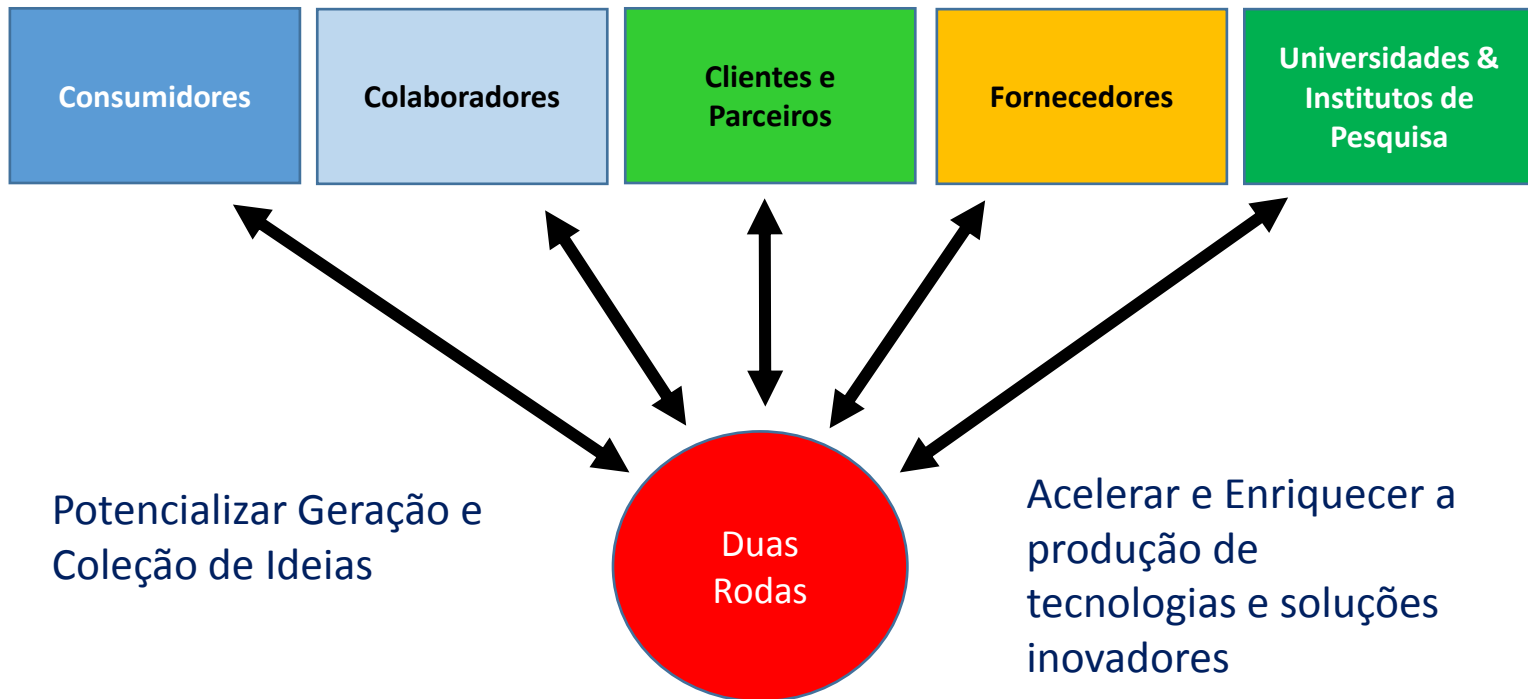 Consumidores
Colaboradores
Clientes e
Parceiros
Fornecedores
Universidades &
Institutos de
Pesquisa
Potencializar Geração e
Coleção de Ideias
Duas
Rodas
Acelerar e Enriquecer a
produção de
tecnologias e soluções
inovadores